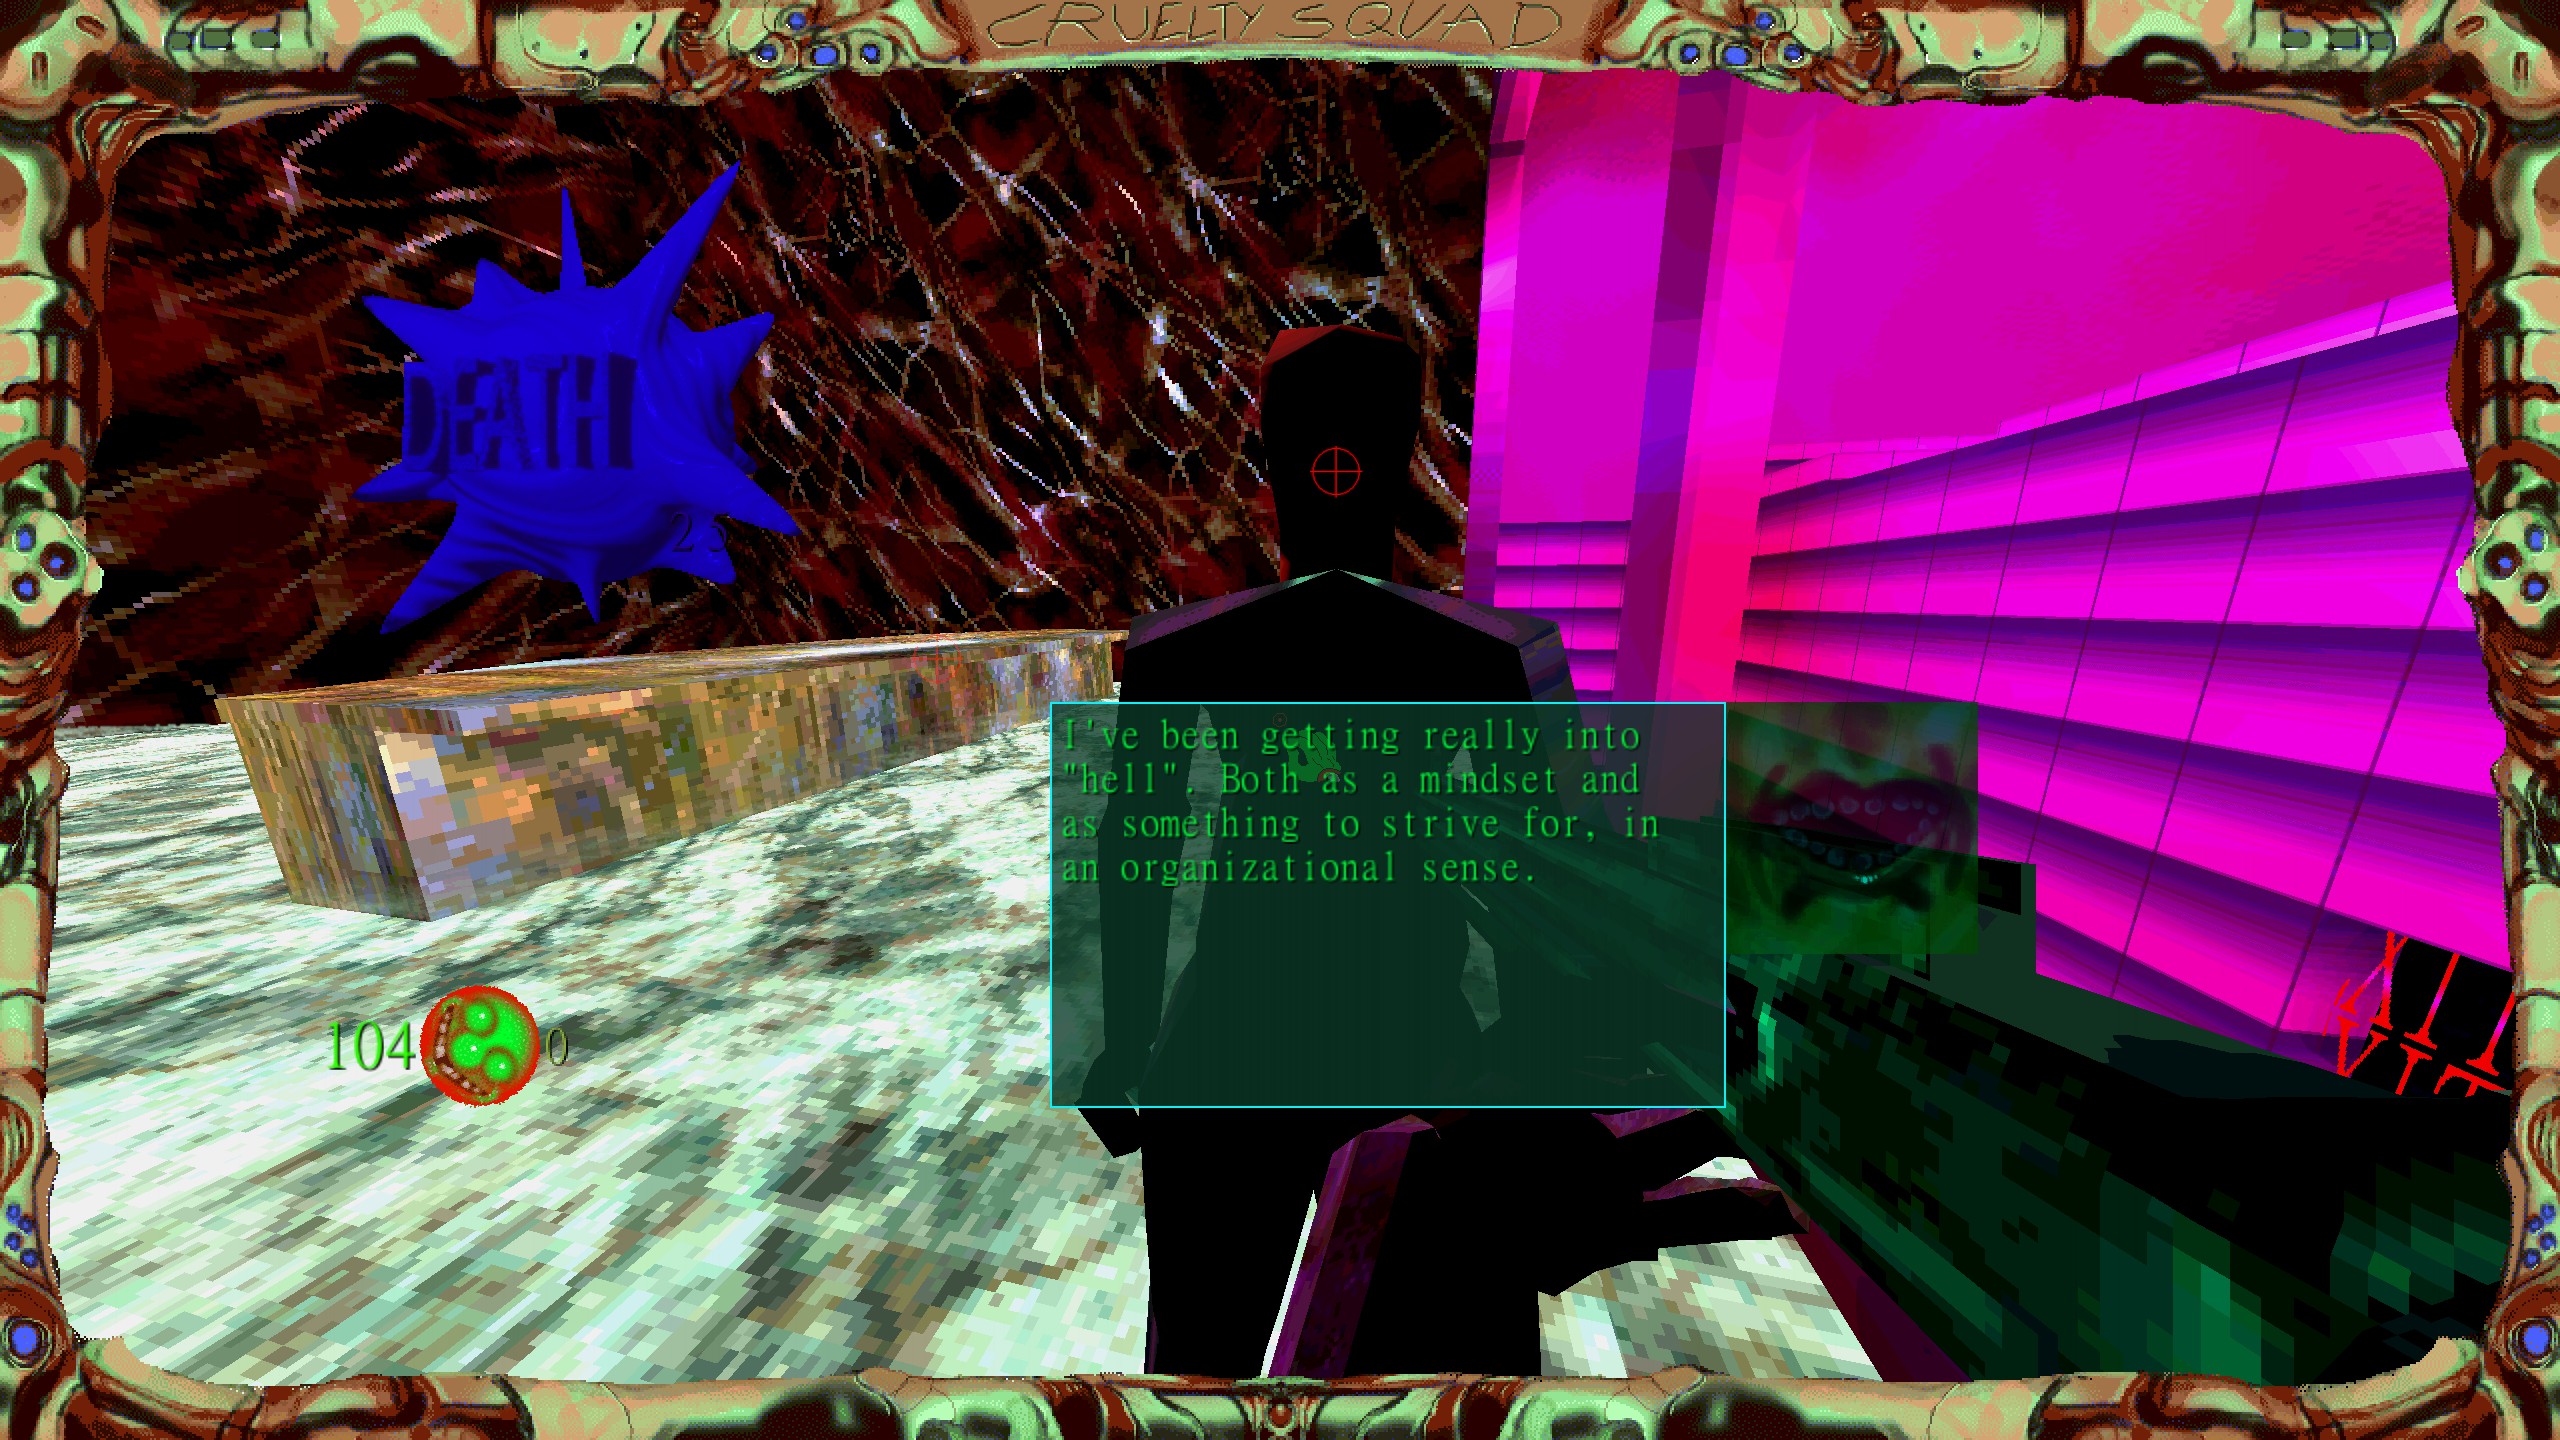 CRUELTY SQUAD
DEATH
25
I've been getting really into
"hell". Both as a mindset and
as something to strive for, in
an organizational sense.
104
0